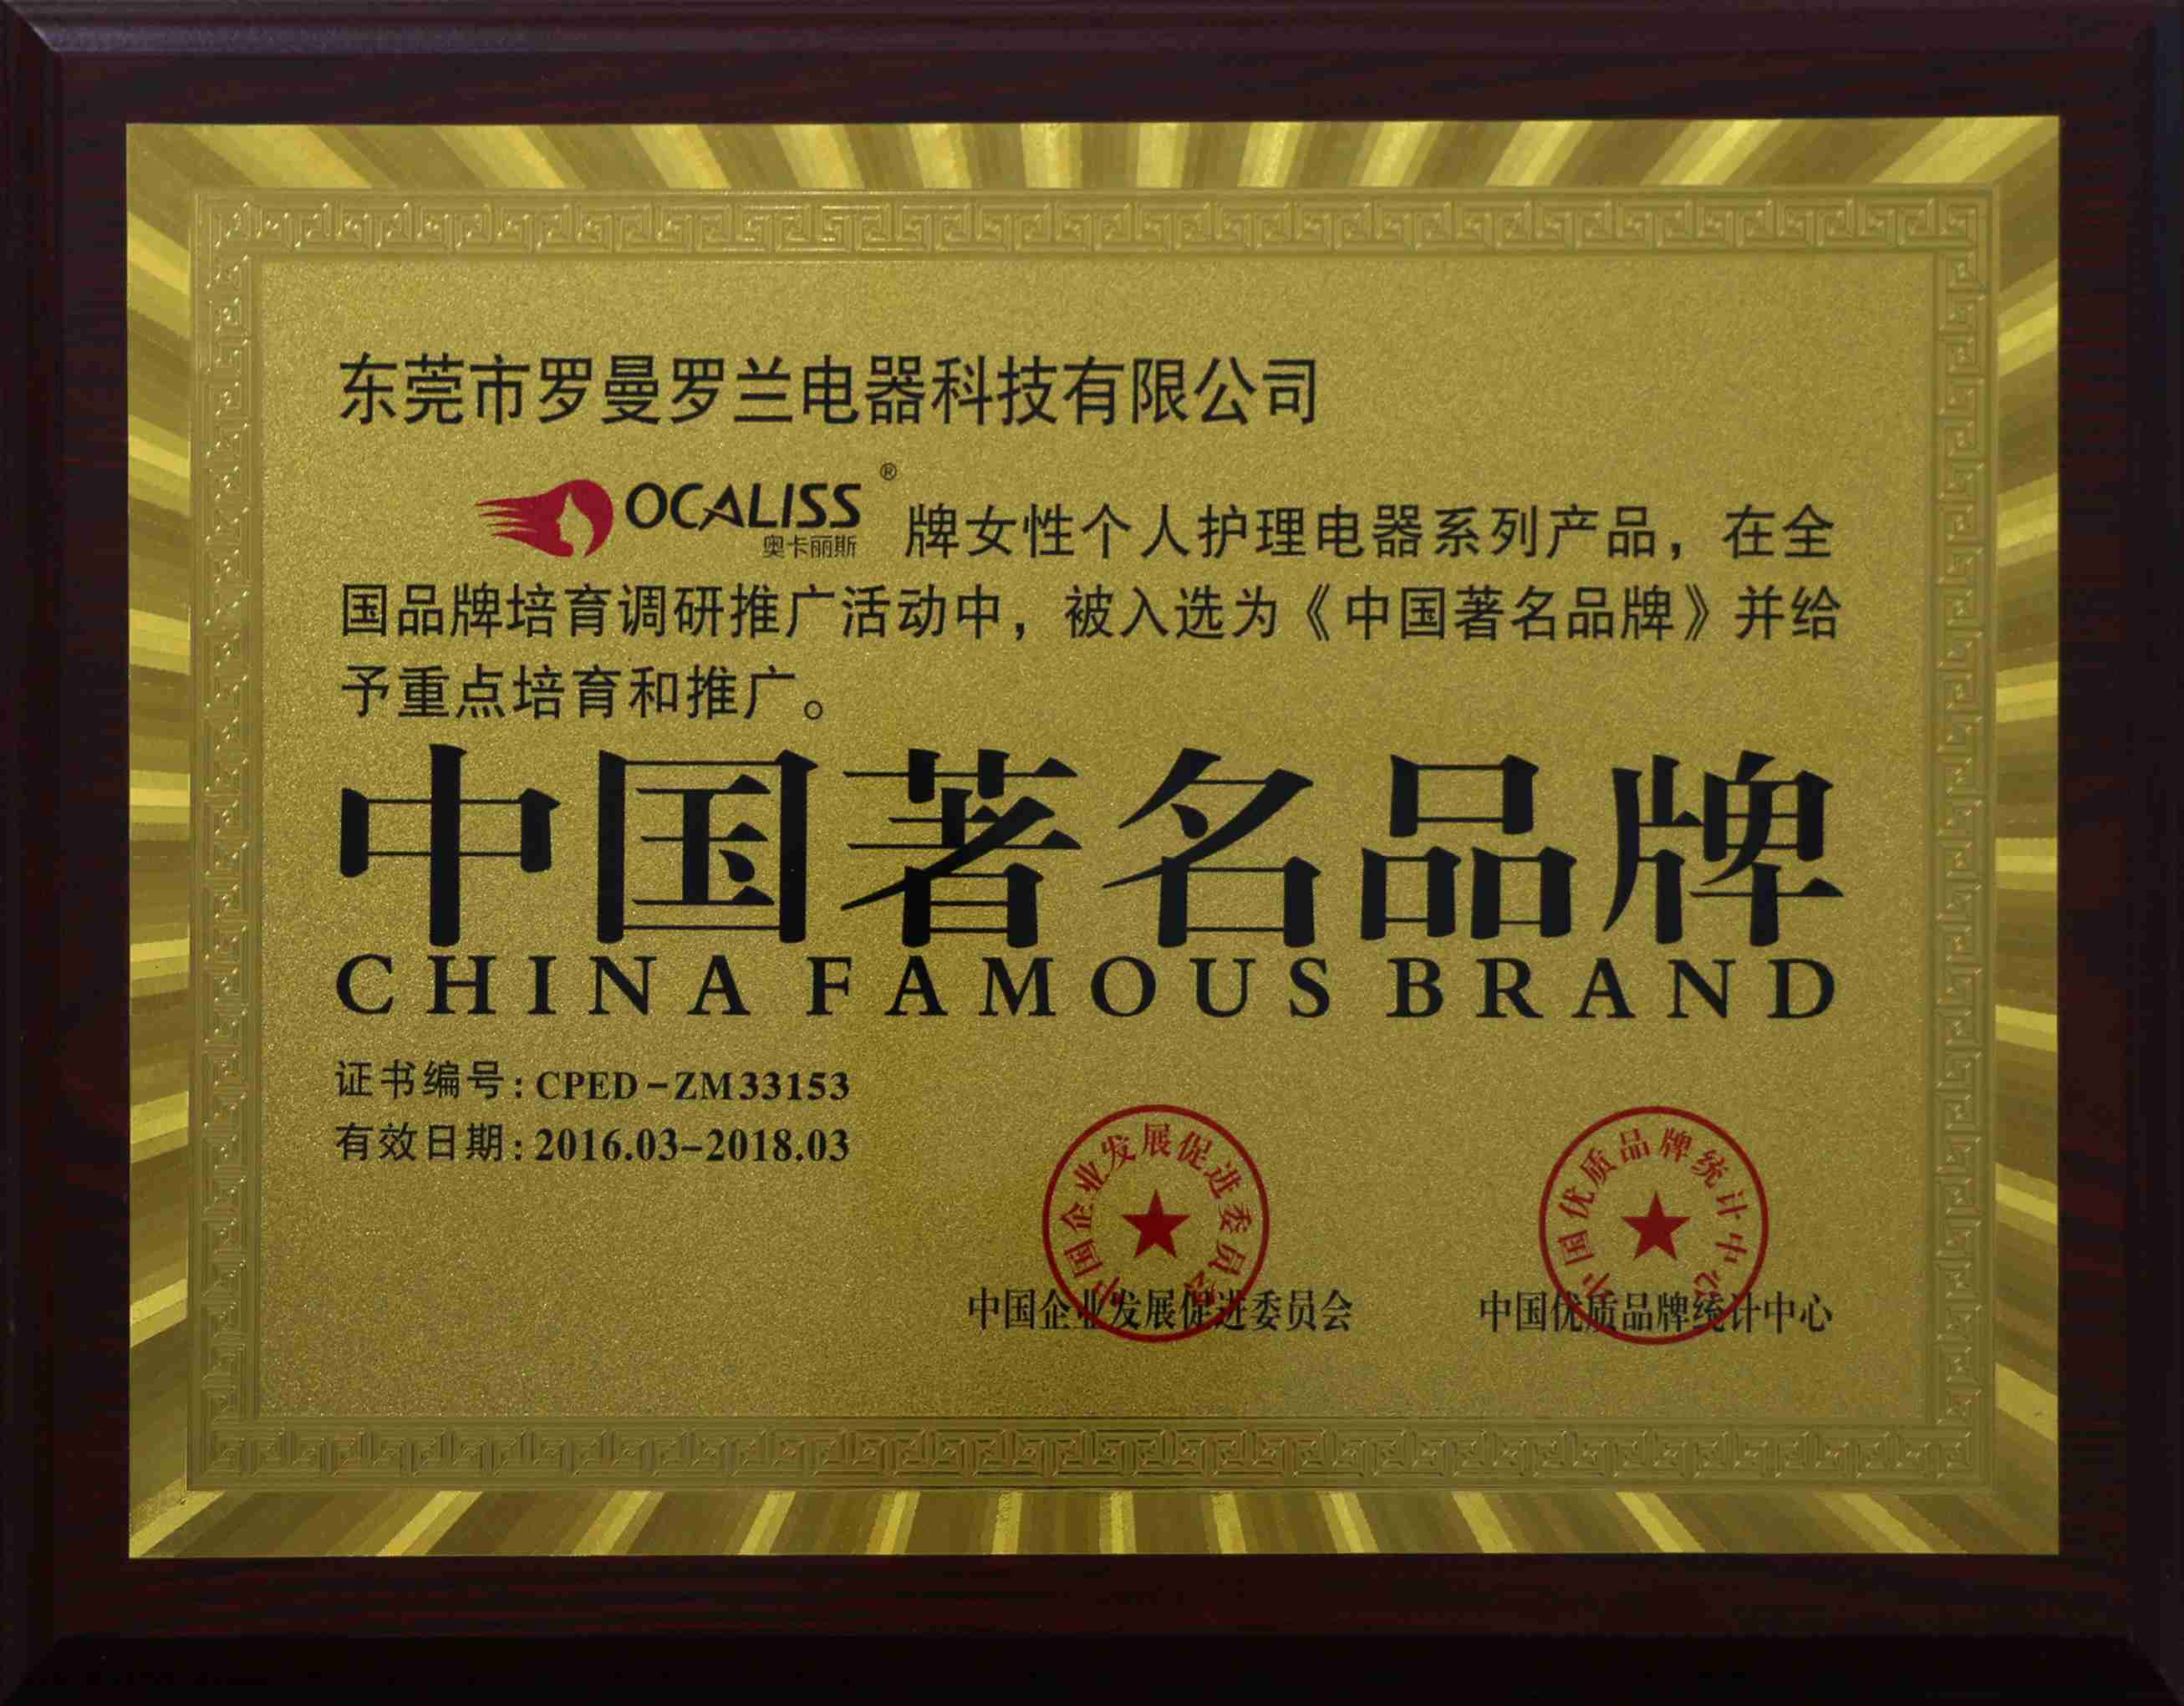 东莞市罗曼罗兰电器科技有限公司
OCALISS®
奥卡丽斯
牌女性个人护理电器系列产品，在全
国品牌培育调研推广活动中，被入选为《中国著名品牌》并给
予重点培育和推广。
中国著名品牌
CHINA FAMOUS BRAND
证书编号:CPED-ZM33153
有效日期:2016.03-2018.03
中国企业发展促进委员会
中国优质品牌统计中心
中国企业发展促进委员会
中国优质品牌统计中心